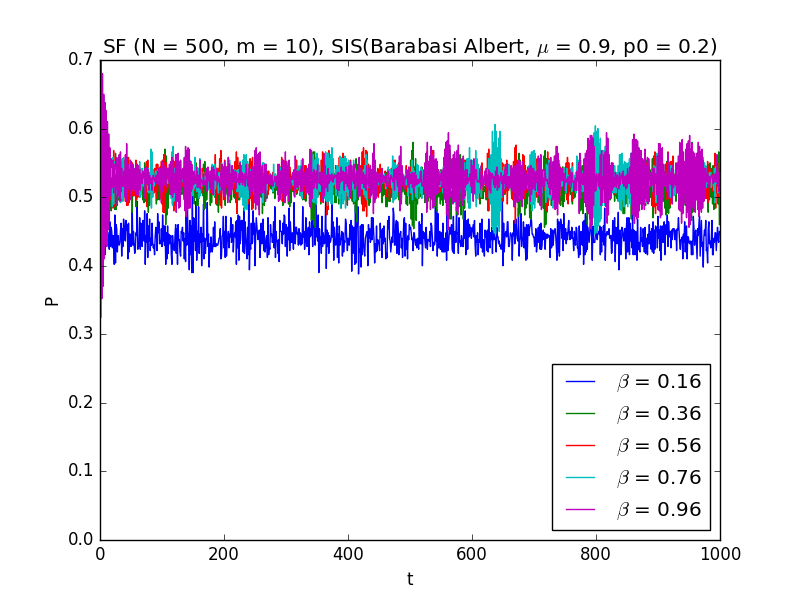 SF (N = 500, m = 10), SIS(Barabasi Albert, μ = 0.9, p0 = 0.2)
0.7
0.6
0.5
0.4
P
0.3
0.2
0.1
0.0
β = 0.16
β = 0.36
β = 0.56
β = 0.76
β = 0.96
0 200 400 600 800 1000
t